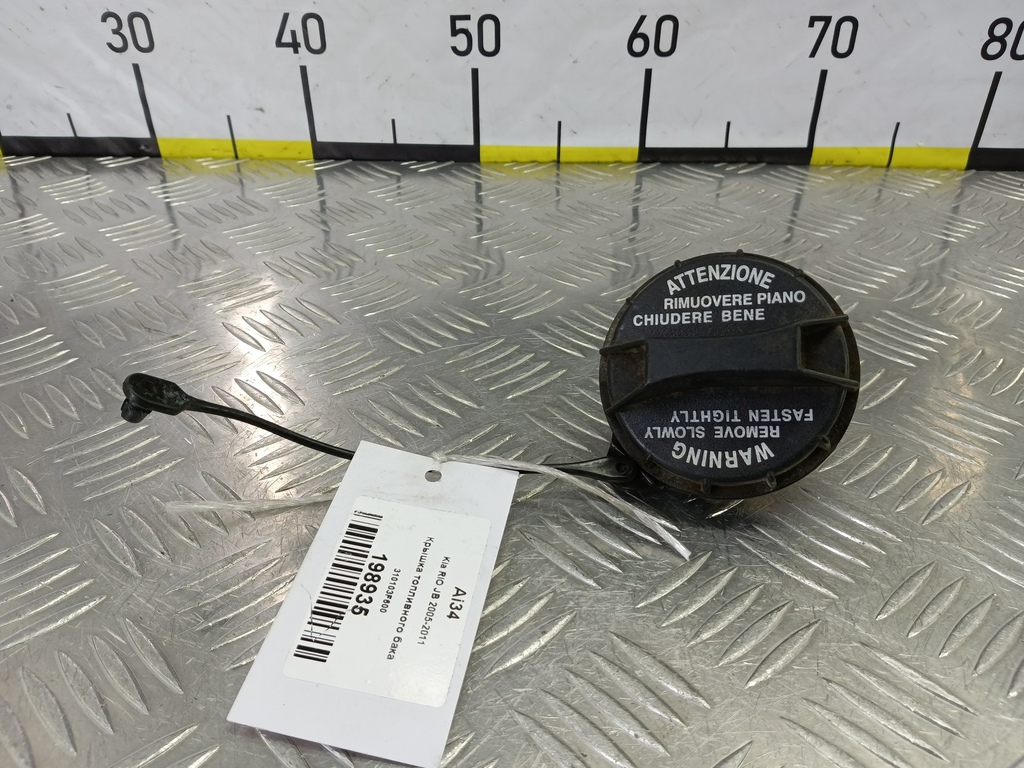 30 40 50 60 70 80
ATTENZIONE
RIMUOVERE PIANO
CHIUDERE BENE
WARNING
REMOVE SLOWLY
FASTEN TIGHTLY
Ai34
Kia RIO JB 2005-2011
Крышка топливного бака
310103F600
198935